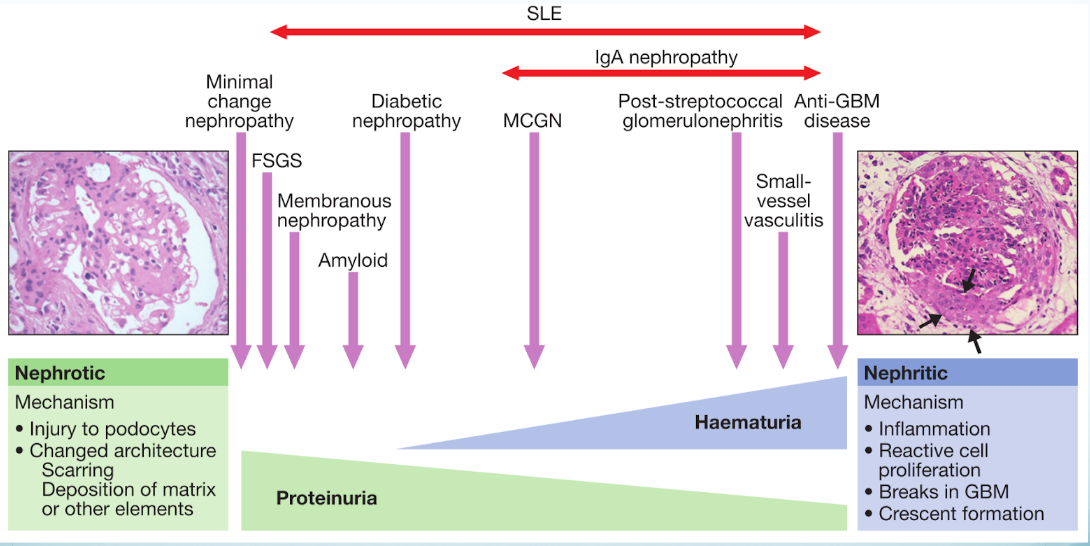 SLE
IgA nephropathy
Minimal
change
nephropathy
Diabetic
nephropathy
MCGN
Post-streptococcal
glomerulonephritis
Anti-GBM
disease
FSGS
Membranous
nephropathy
Small-
vessel
vasculitis
Amyloid
Nephrotic
Mechanism
• Injury to podocytes
• Changed architecture
Scarring
Deposition of matrix
or other elements
Haematuria
Proteinuria
Nephritic
Mechanism
• Inflammation
• Reactive cell
proliferation
• Breaks in GBM
• Crescent formation